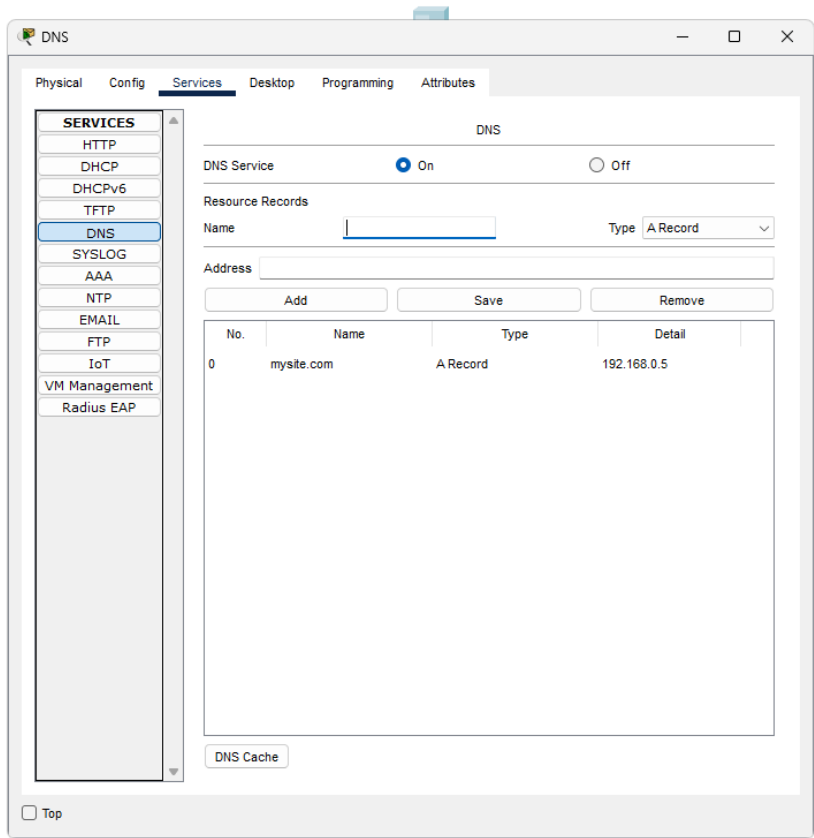 DNS
Physical Config Services Desktop Programming Attributes
SERVICES
HTTP
DHCP
DHCPv6
TFTP
DNS
SYSLOG
AAA
NTP
EMAIL
FTP
IoT
VM Management
Radius EAP
DNS
DNS Service On Off
Resource Records
Name Type A Record
Address
Add Save Remove
No. Name Type Detail
0 mysite.com A Record 192.168.0.5
DNS Cache
Top